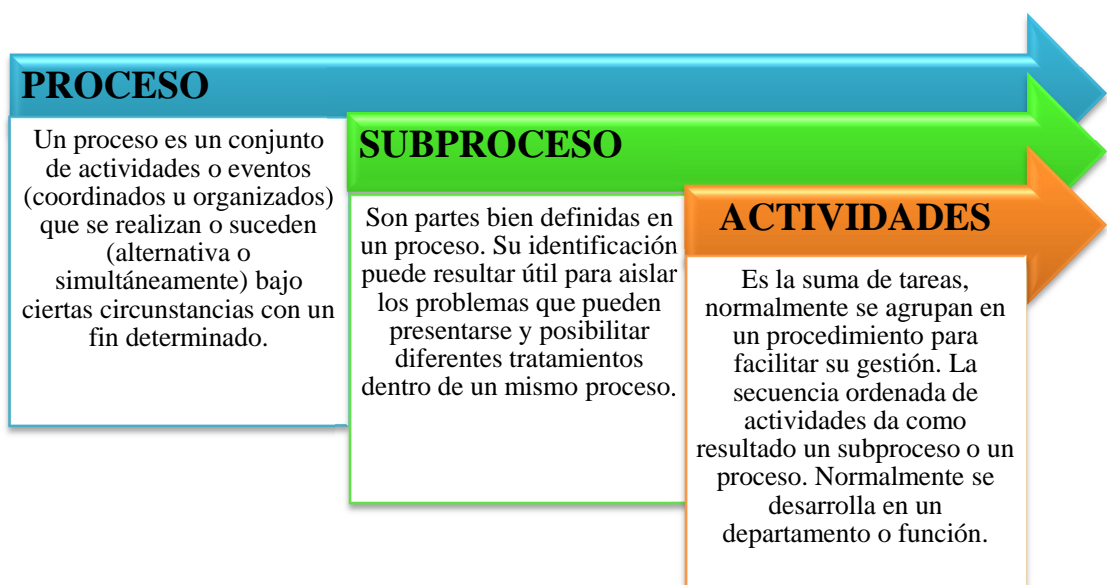 PROCESO
Un proceso es un conjunto
de actividades o eventos
(coordinados u organizados)
que se realizan o suceden
(alternativa o
simultáneamente) bajo
ciertas circunstancias con un
fin determinado.
SUBPROCESO
Son partes bien definidas en
un proceso. Su identificación
puede resultar útil para aislar
los problemas que pueden
presentarse y posibilitar
diferentes tratamientos
dentro de un mismo proceso.
ACTIVIDADES
Es la suma de tareas,
normalmente se agrupan en
un procedimiento para
facilitar su gestión. La
secuencia ordenada de
actividades da como
resultado un subproceso o un
proceso. Normalmente se
desarrolla en un
departamento o función.